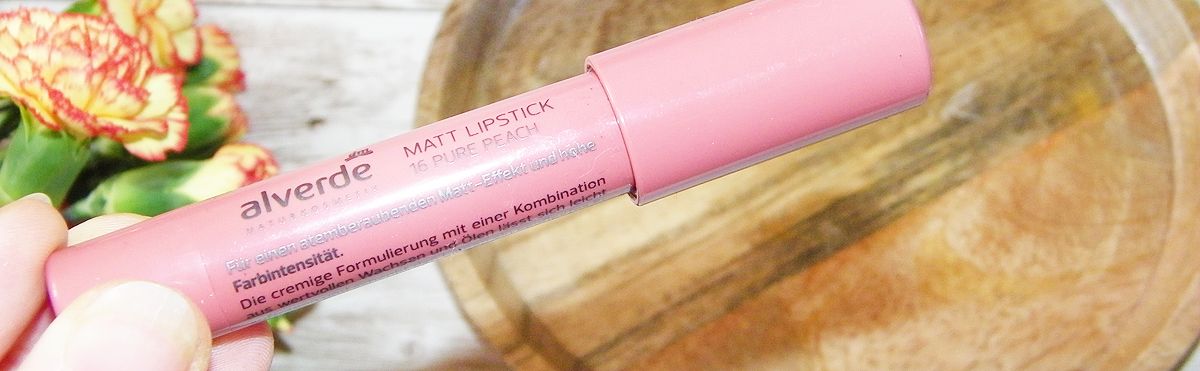 alverde dm
NATURKOSMETIK
MATT LIPSTICK
16 PURE PEACH
Für einen atemberaubenden Matt-Effekt und hohe
Farbintensität.
Die cremige Formulierung mit einer Kombination
aus wertvollen Wachsen und Ölen lässt sich leicht